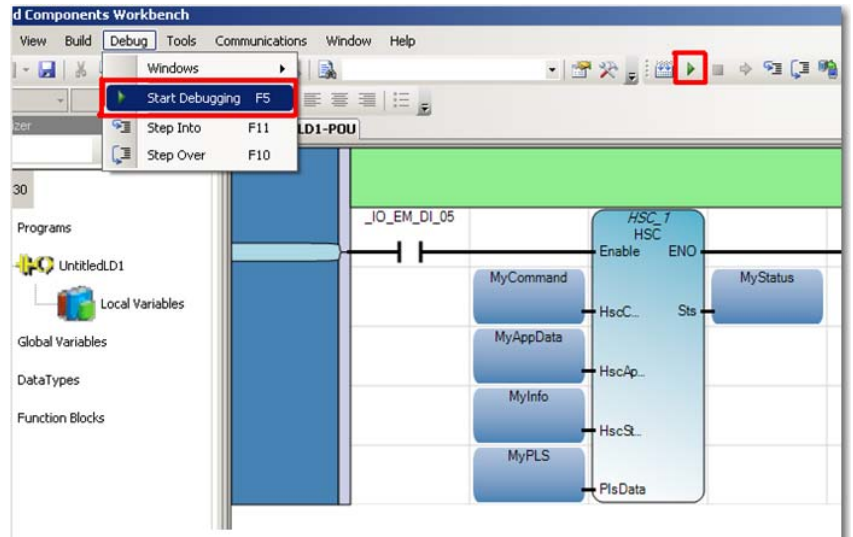 d Components Workbench
View Build Debug Tools Communications Window Help
Windows
Start Debugging F5
Step Into F11
Step Over F10
zer
LD1-POU
30
Programs
UntitledLD1
Local Variables
Global Variables
DataTypes
Function Blocks
_IO_EM_DI_05
HSC_1
HSC
Enable ENO
MyCommand
HscC...
Sts
MyStatus
MyAppData
HscAp...
MyInfo
HscSt...
MyPLS
PlsData